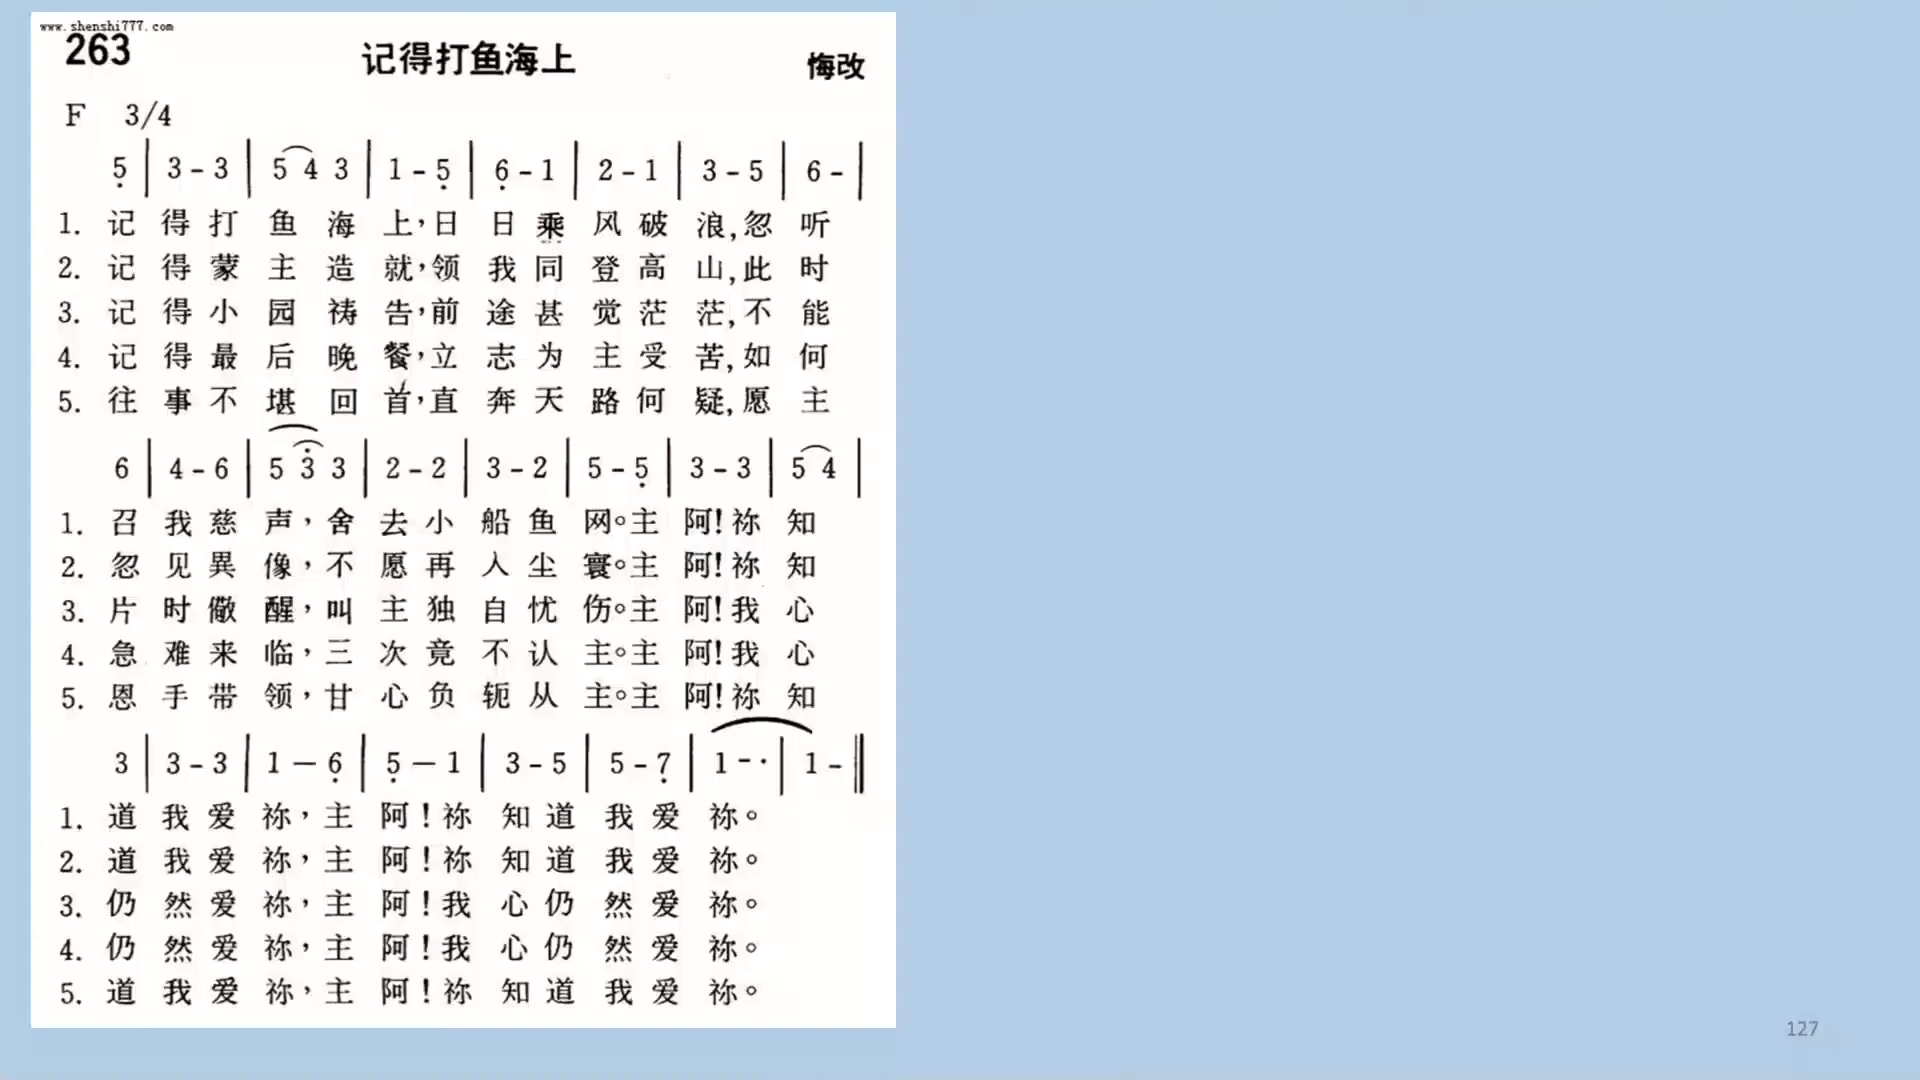 www.shenshi777.com
263 记得打鱼海上 悔改
F 3/4
5̣ | 3 - 3 | 5 4 3 | 1 - 5̣ | 6̣ - 1 | 2 - 1 | 3 - 5 | 6 - |
1. 记得打鱼海上，日日乘风破浪,忽听
2. 记得蒙主造就，领我同登高山,此时
3. 记得小园祷告，前途甚觉茫茫,不能
4. 记得最后晚餐，立志为主受苦,如何
5. 往事不堪回首，直奔天路何疑,愿主
6 | 4 - 6 | 5 3 3 | 2 - 2 | 3 - 2 | 5 - 5̣ | 3 - 3 | 5 4 |
1. 召我慈声，舍去小船鱼网。主阿!祢知
2. 忽见異像，不愿再入尘寰。主阿!祢知
3. 片时儆醒，叫主独自忧伤。主阿!我心
4. 急难来临，三次竟不认主。主阿!我心
5. 恩手带领，甘心负轭从主。主阿!祢知
3 | 3 - 3 | 1 — 6̣ | 5̣ — 1 | 3 - 5 | 5 - 7̣ | 1 - · | 1 - ‖
1. 道我爱祢，主阿!祢知道我爱祢。
2. 道我爱祢，主阿!祢知道我爱祢。
3. 仍然爱祢，主阿!我心仍然爱祢。
4. 仍然爱祢，主阿!我心仍然爱祢。
5. 道我爱祢，主阿!祢知道我爱祢。
127